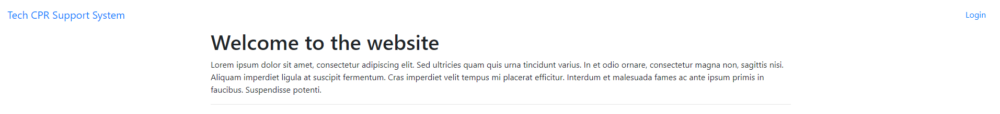 Tech CPR Support System
Login
Welcome to the website
Lorem ipsum dolor sit amet, consectetur adipiscing elit. Sed ultricies quam quis urna tincidunt varius. In et odio ornare, consectetur magna non, sagittis nisi.
Aliquam imperdiet ligula at suscipit fermentum. Cras imperdiet velit tempus mi placerat efficitur. Interdum et malesuada fames ac ante ipsum primis in
faucibus. Suspendisse potenti.